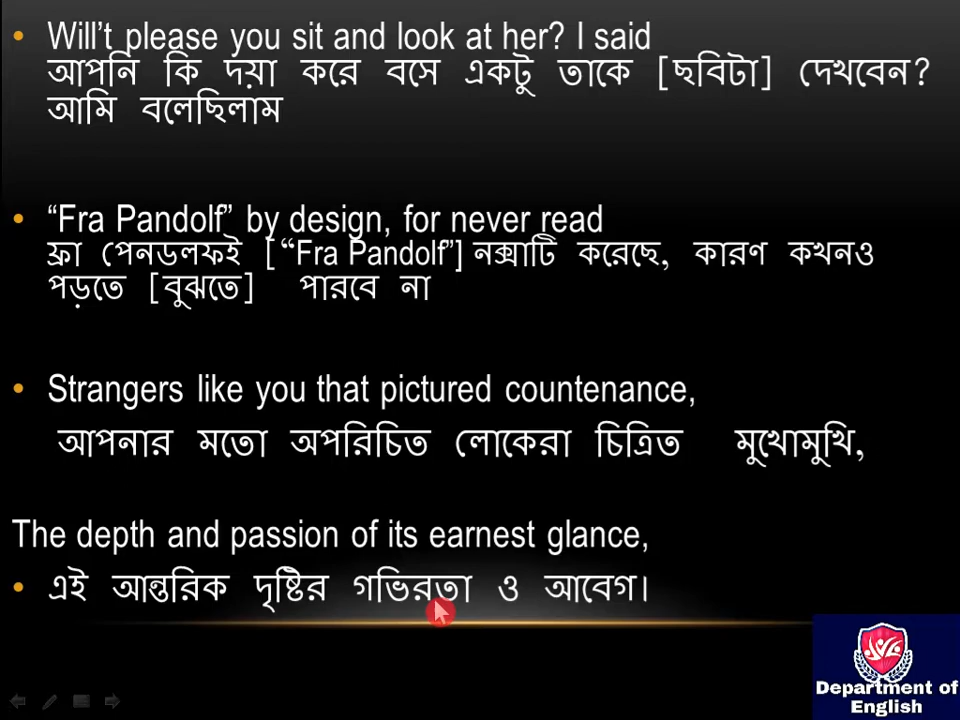 Will't please you sit and look at her? I said
আপনি কি দয়া করে বসে একটু তাকে [ছবিটা] দেখবেন?
আমি বলেছিলাম
“Fra Pandolf” by design, for never read
ফ্রা পেনডলফই [“Fra Pandolf”] নক্সাটি করেছে, কারণ কখনও
পড়তে [বুঝতে] পারবে না
Strangers like you that pictured countenance,
আপনার মতো অপরিচিত লোকেরা চিত্রিত মুখোমুখি,
The depth and passion of its earnest glance,
এই আন্তরিক দৃষ্টির গভিরতা ও আবেগ।
Department of
English